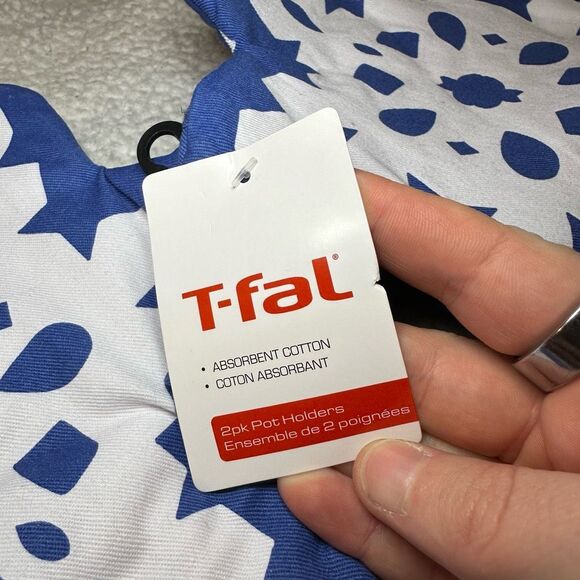 T-fal®
• ABSORBENT COTTON
• COTON ABSORBANT
2pk Pot Holders
Ensemble de 2 poignées